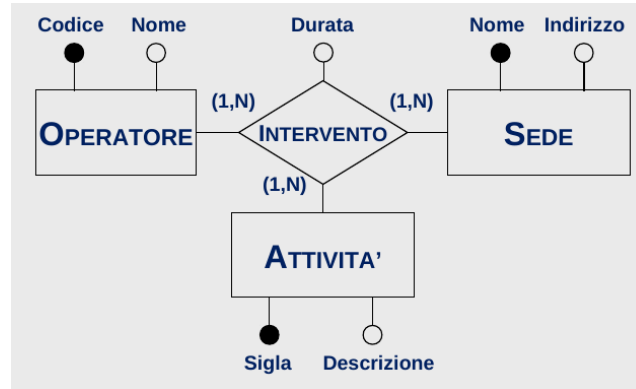 Codice Nome Durata Nome Indirizzo
(1,N) (1,N)
OPERATORE INTERVENTO SEDE
(1,N)
ATTIVITA'
Sigla Descrizione